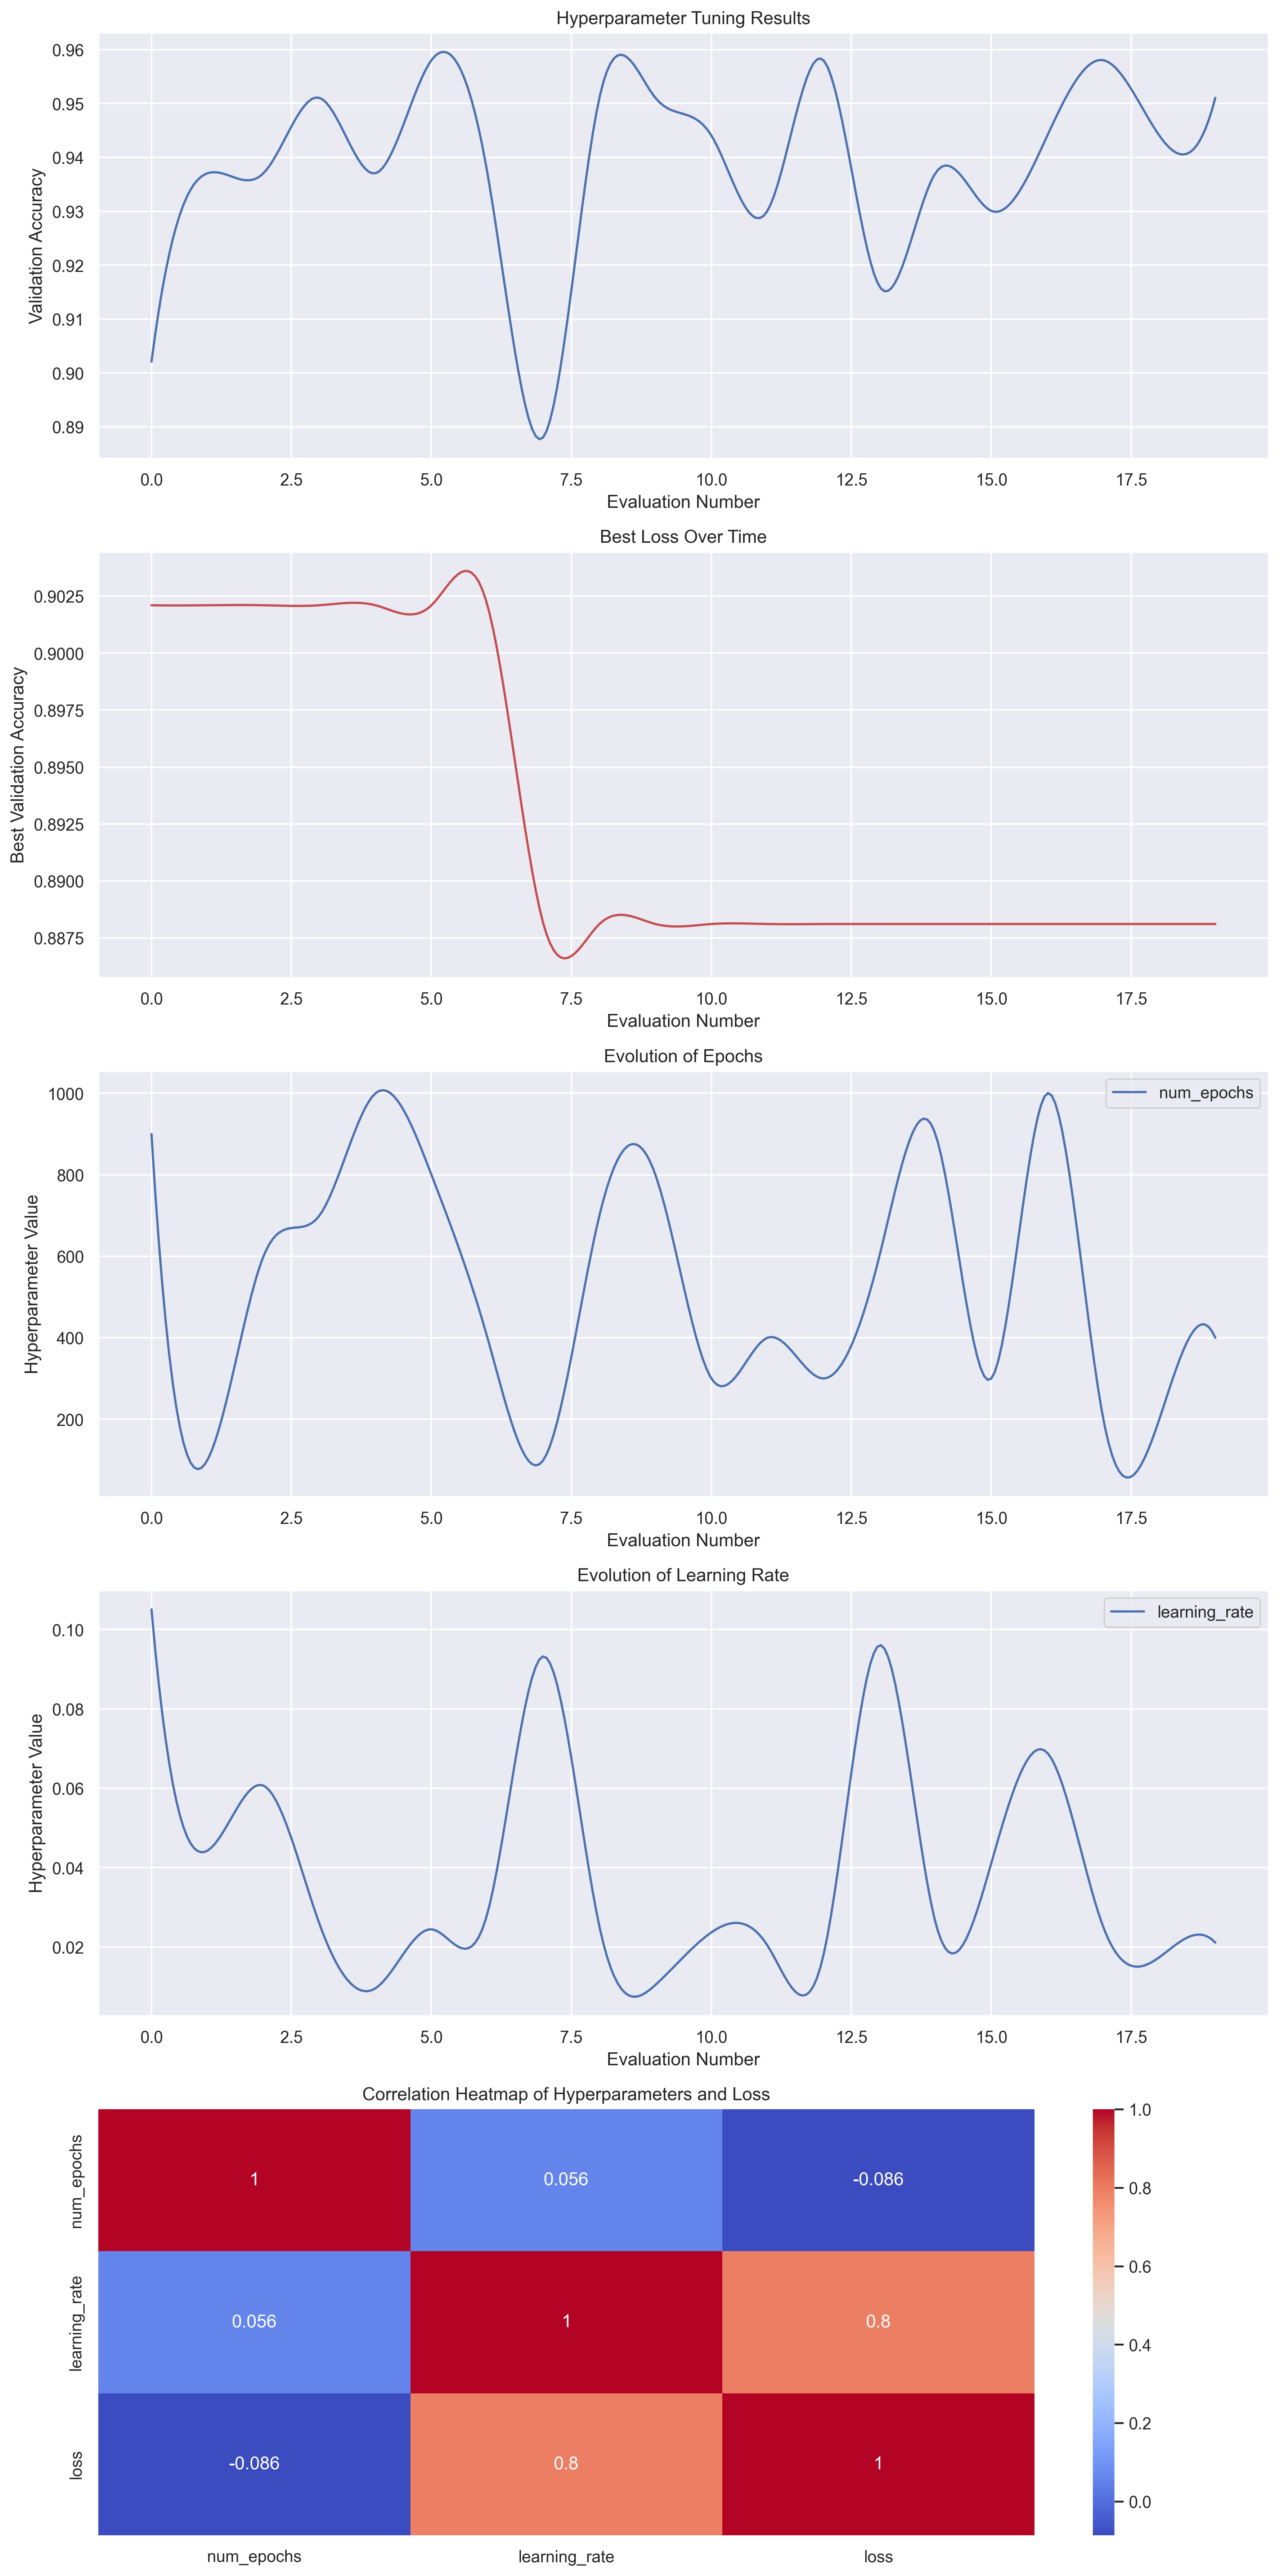 Hyperparameter Tuning Results
Validation Accuracy
0.96
0.95
0.94
0.93
0.92
0.91
0.90
0.89
0.0 2.5 5.0 7.5 10.0 12.5 15.0 17.5
Evaluation Number
Best Loss Over Time
Best Validation Accuracy
0.9025
0.9000
0.8975
0.8950
0.8925
0.8900
0.8875
0.0 2.5 5.0 7.5 10.0 12.5 15.0 17.5
Evaluation Number
Evolution of Epochs
num_epochs
Hyperparameter Value
1000
800
600
400
200
0.0 2.5 5.0 7.5 10.0 12.5 15.0 17.5
Evaluation Number
Evolution of Learning Rate
learning_rate
Hyperparameter Value
0.10
0.08
0.06
0.04
0.02
0.0 2.5 5.0 7.5 10.0 12.5 15.0 17.5
Evaluation Number
Correlation Heatmap of Hyperparameters and Loss
num_epochs
1 0.056 -0.086
learning_rate
0.056 1 0.8
loss
-0.086 0.8 1
num_epochs learning_rate loss
1.0
0.8
0.6
0.4
0.2
0.0